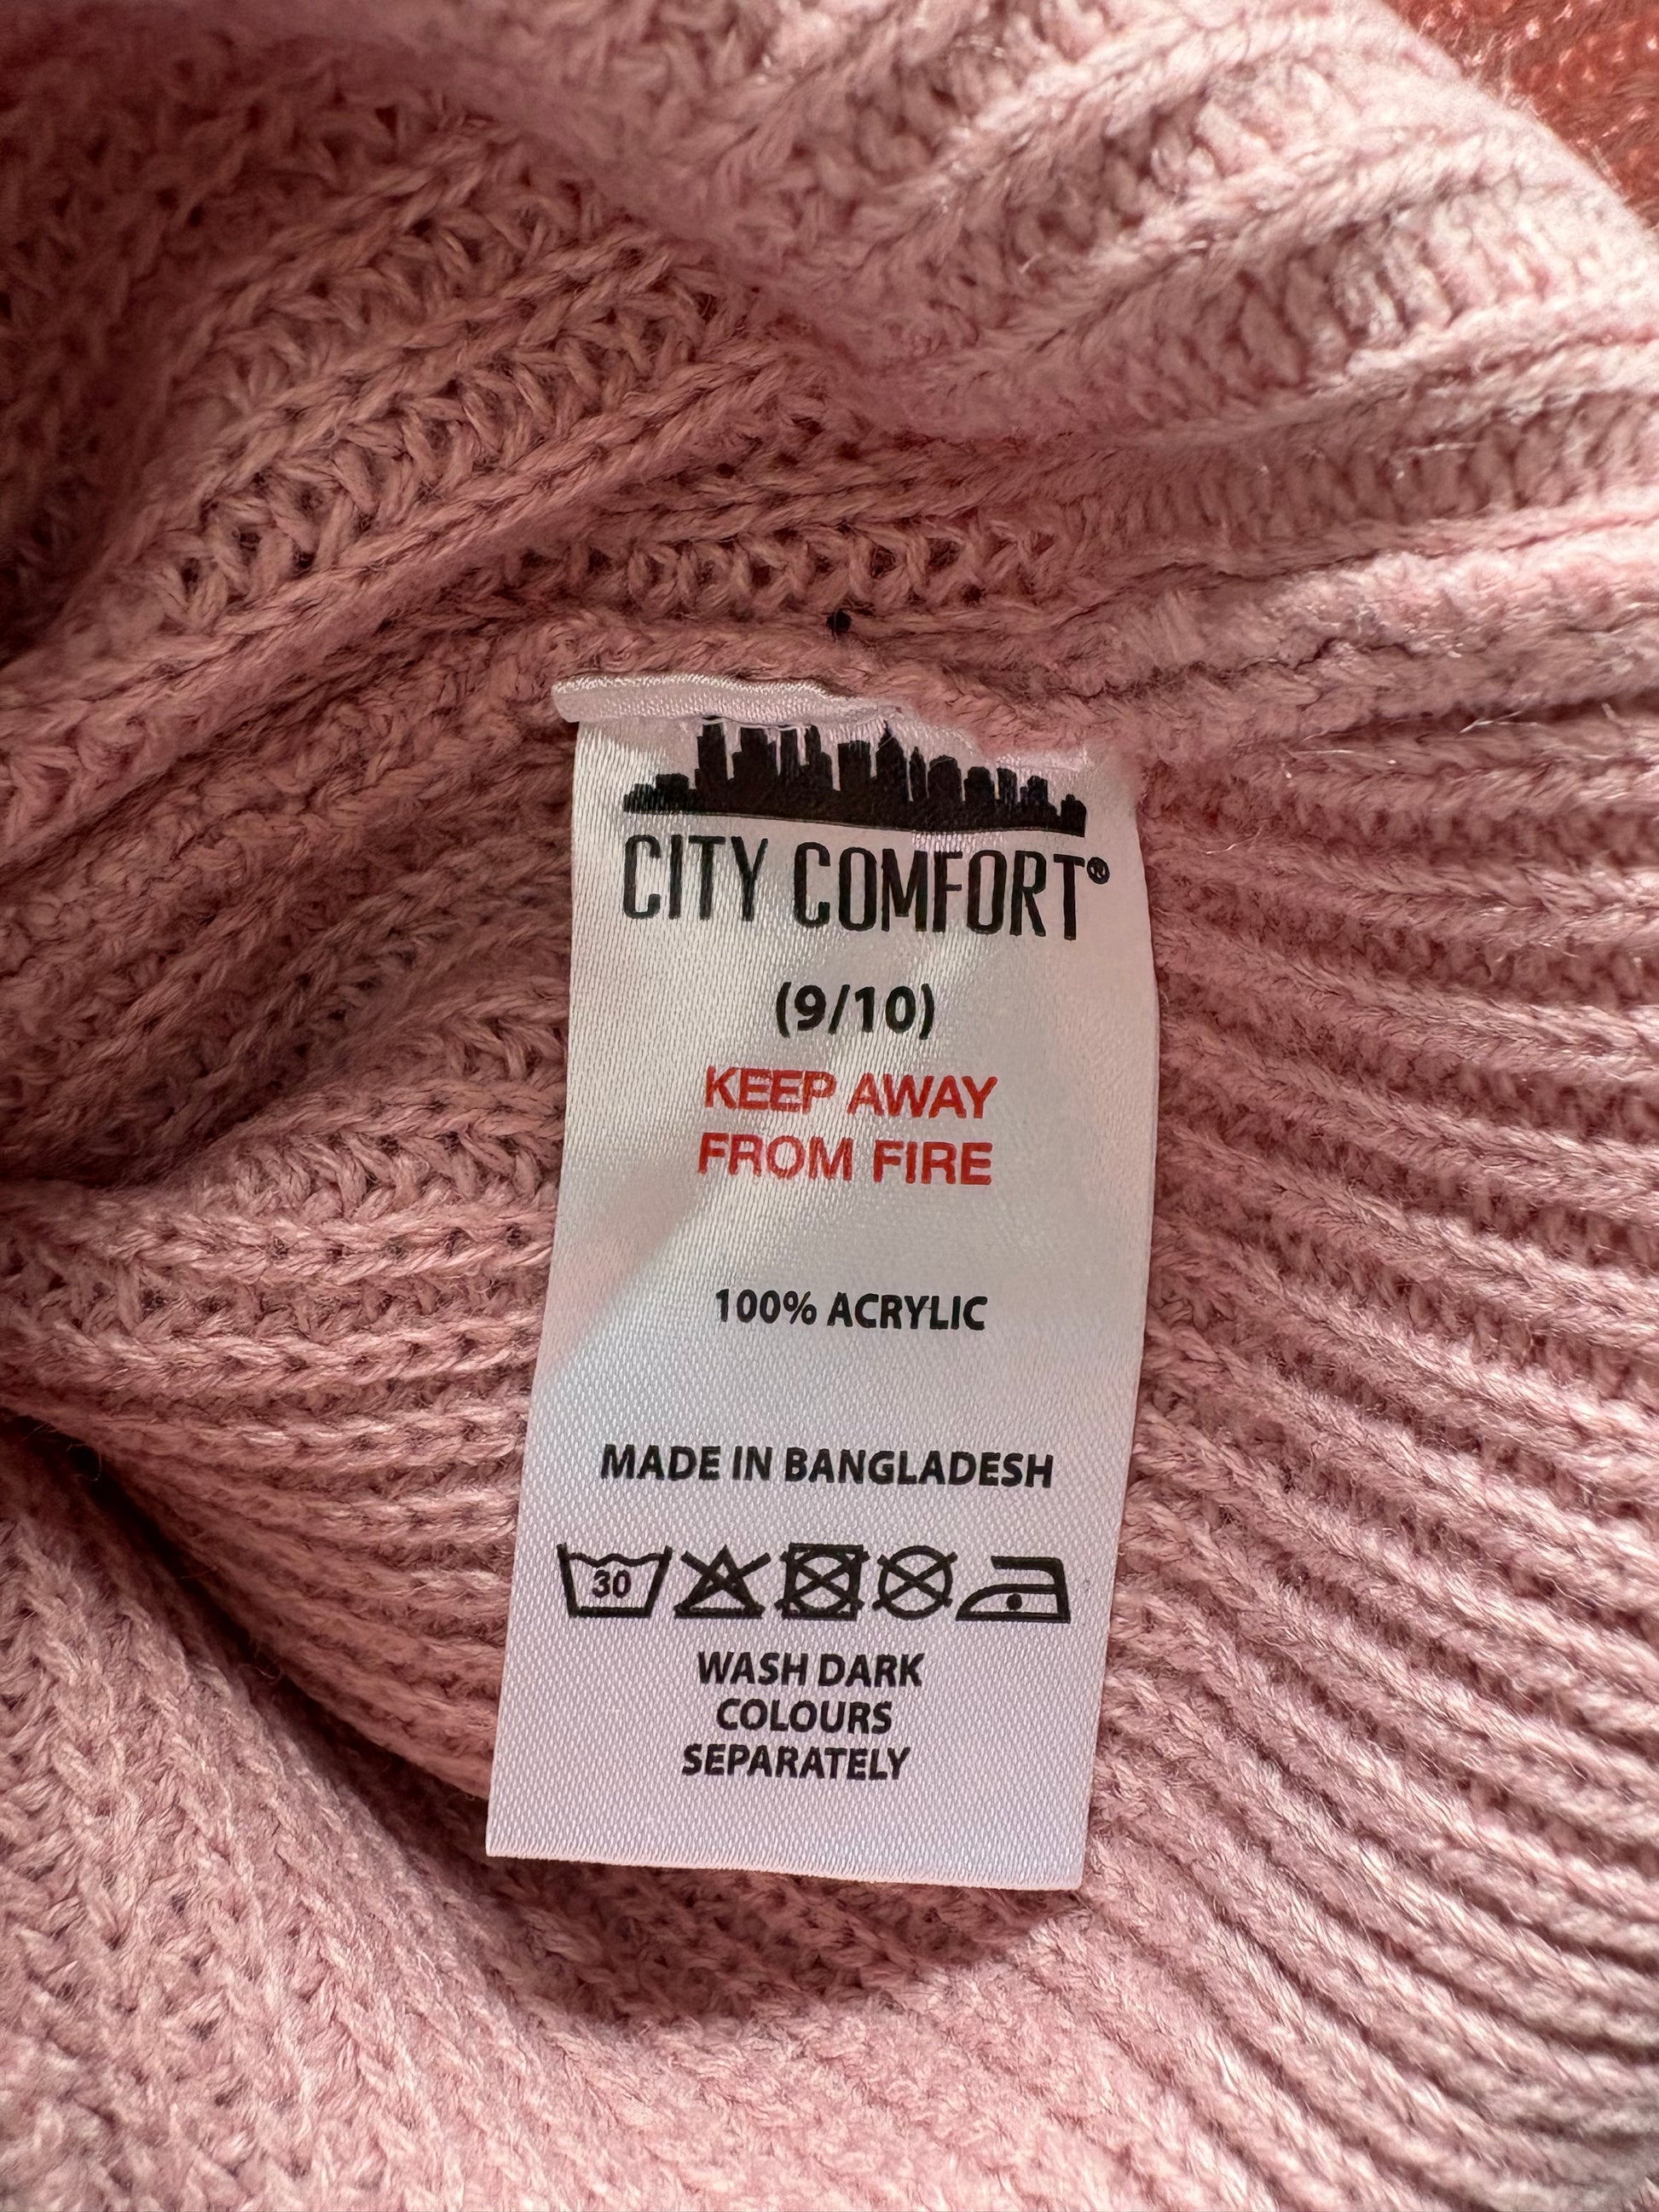 CITY COMFORT®
(9/10)
KEEP AWAY
FROM FIRE
100% ACRYLIC
MADE IN BANGLADESH
30
WASH DARK
COLOURS
SEPARATELY